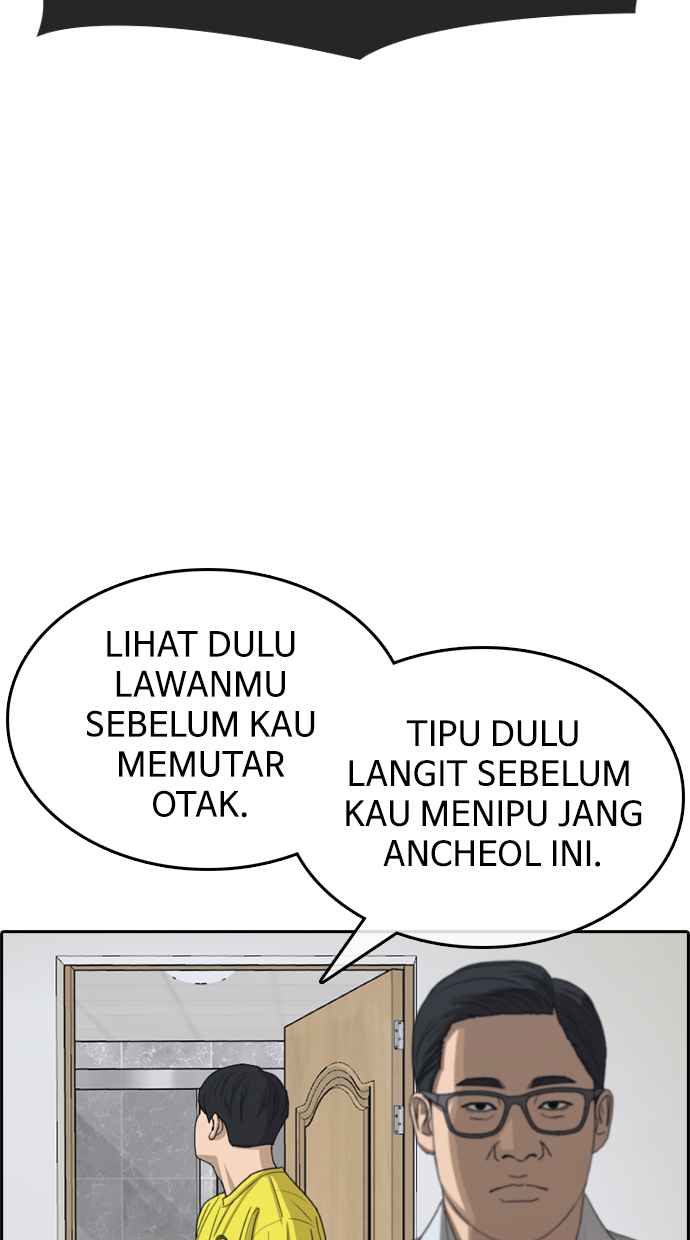 LIHAT DULU
LAWANMU
SEBELUM KAU
MEMUTAR
OTAK.
TIPU DULU
LANGIT SEBELUM
KAU MENIPU JANG
ANCHEOL INI.